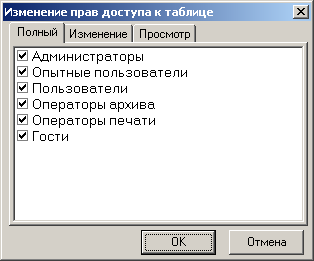 Изменение прав доступа к таблице
Полный Изменение Просмотр
Администраторы
Опытные пользователи
Пользователи
Операторы архива
Операторы печати
Гости
OK Отмена